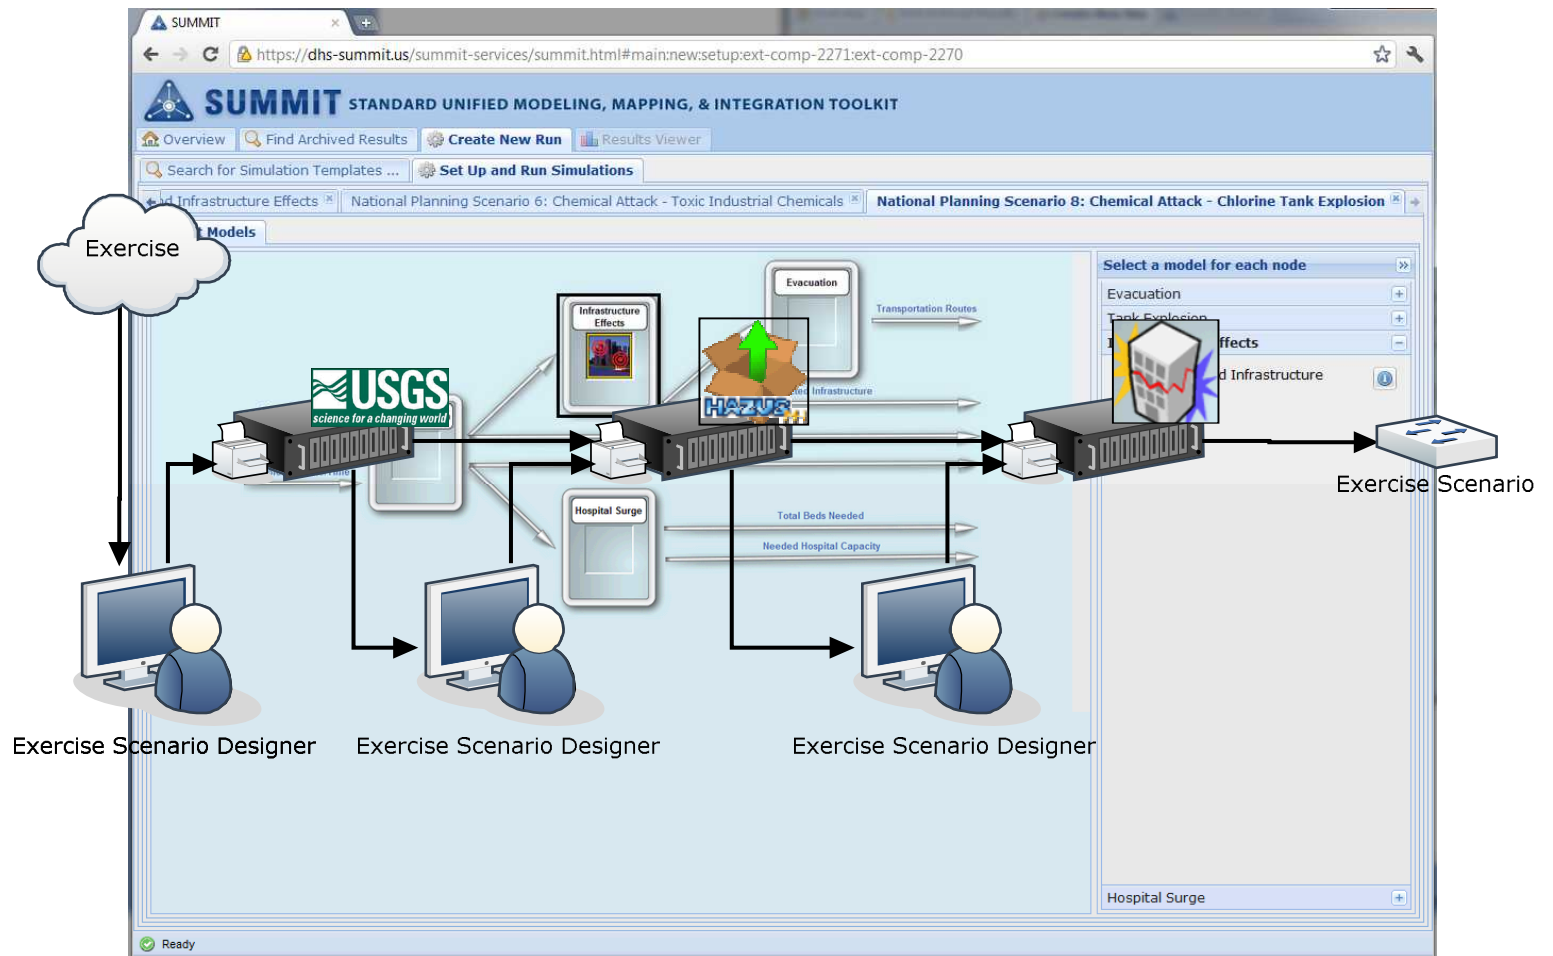 SUMMIT
https://dhs-summit.us/summit-services/summit.html#main:new:setup:ext-comp-2271:ext-comp-2270
SUMMIT STANDARD UNIFIED MODELING, MAPPING, & INTEGRATION TOOLKIT
Overview Find Archived Results Create New Run Results Viewer
Search for Simulation Templates ... Set Up and Run Simulations
d Infrastructure Effects National Planning Scenario 6: Chemical Attack - Toxic Industrial Chemicals National Planning Scenario 8: Chemical Attack - Chlorine Tank Explosion
Models
Exercise
Select a model for each node
Evacuation
Tank Explosion
ffects
d Infrastructure
Hospital Surge
Evacuation
Transportation Routes
Infrastructure
Effects
Infrastructure
USGS
science for a changing world
HAZUS
MH
Hospital Surge
Total Beds Needed
Needed Hospital Capacity
Exercise Scenario
Exercise Scenario Designer
Exercise Scenario Designer
Exercise Scenario Designer
Ready